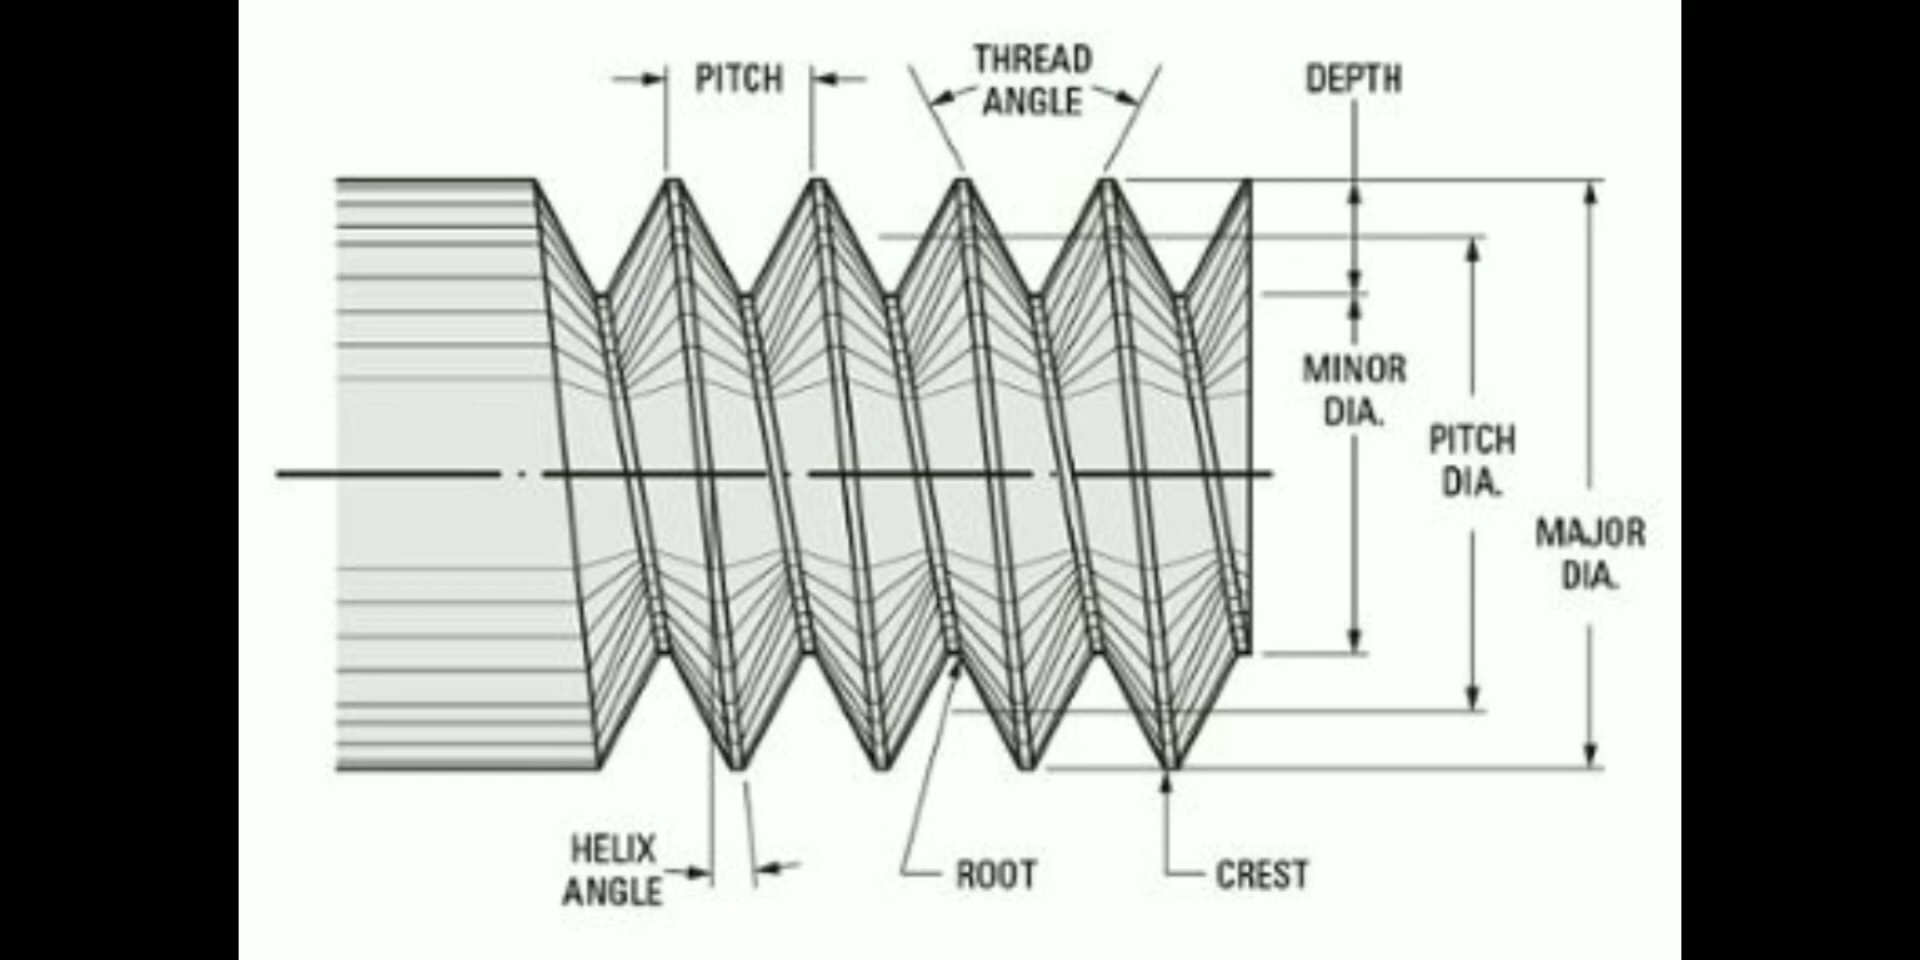 PITCH
THREAD
ANGLE
DEPTH
MINOR
DIA.
PITCH
DIA.
MAJOR
DIA.
HELIX
ANGLE
ROOT
CREST